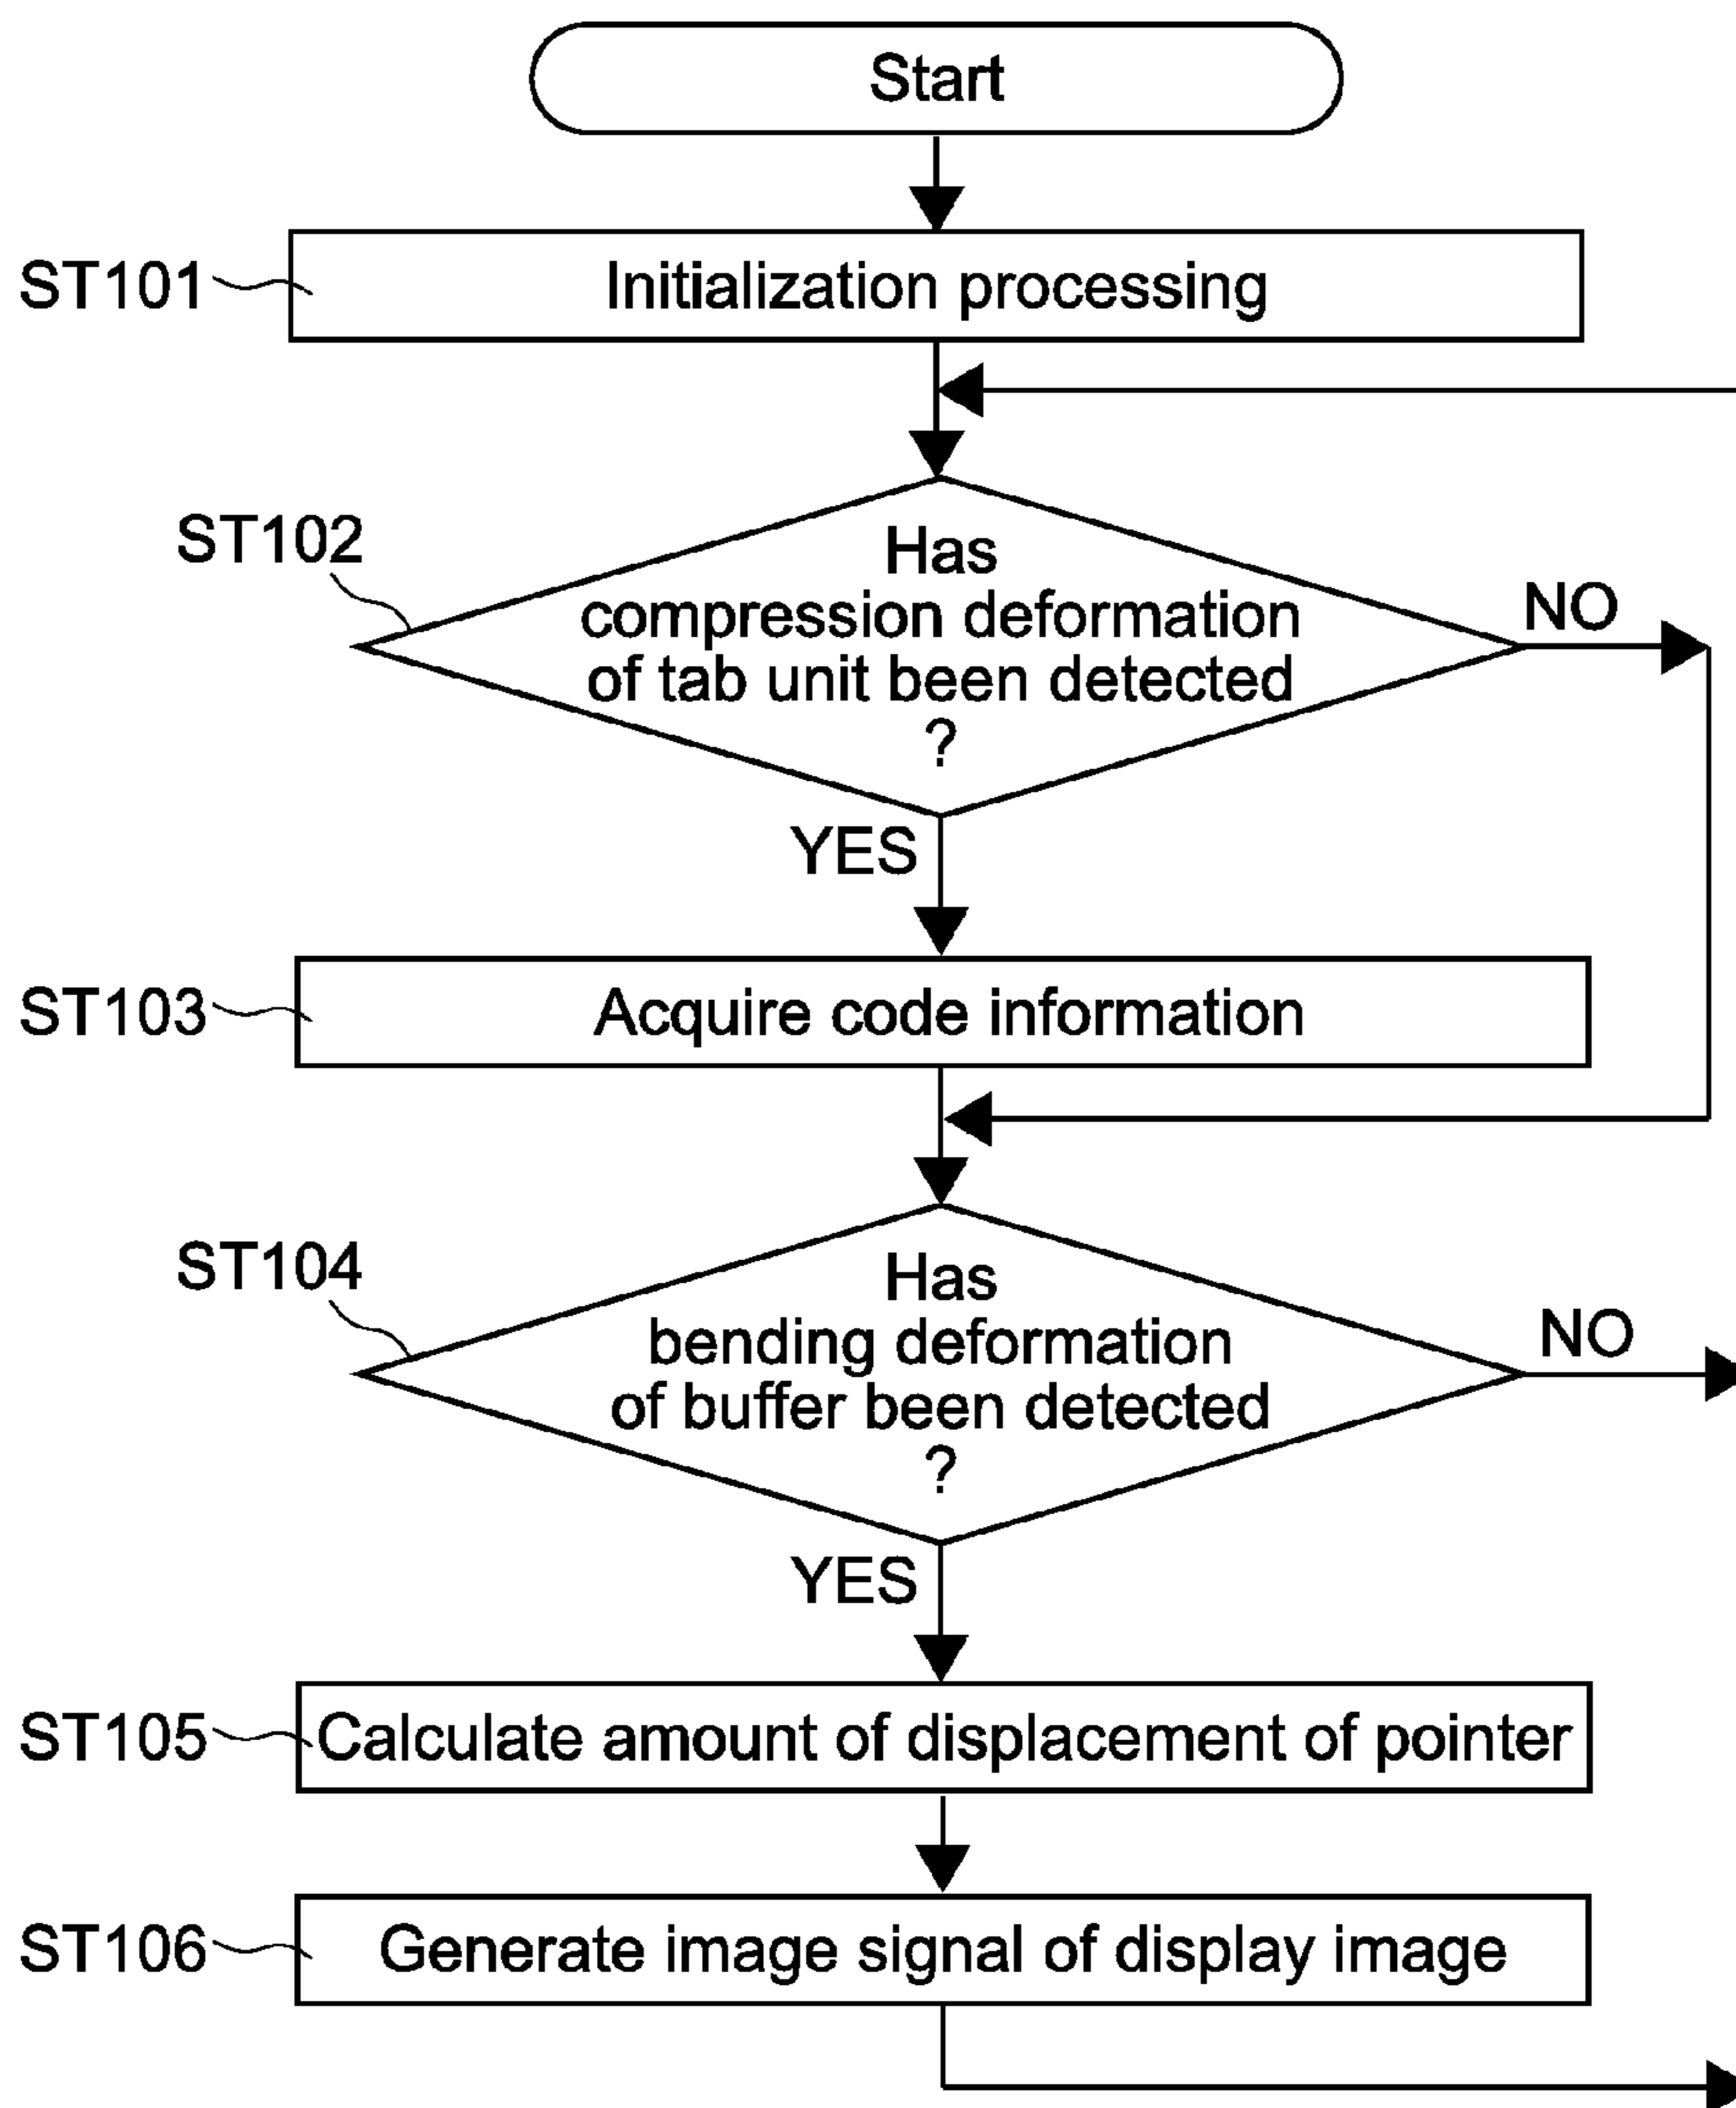 Start
ST101
Initialization processing
ST102
Has
compression deformation
of tab unit been detected
?
NO
YES
ST103
Acquire code information
ST104
Has
bending deformation
of buffer been detected
?
NO
YES
ST105
Calculate amount of displacement of pointer
ST106
Generate image signal of display image